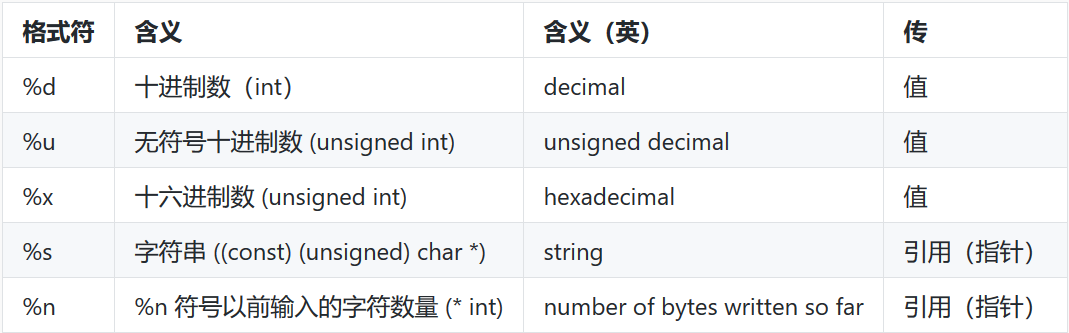 格式符 含义 含义（英） 传
%d 十进制数（int） decimal 值
%u 无符号十进制数 (unsigned int) unsigned decimal 值
%x 十六进制数 (unsigned int) hexadecimal 值
%s 字符串 ((const) (unsigned) char *) string 引用（指针）
%n %n 符号以前输入的字符数量 (* int) number of bytes written so far 引用（指针）